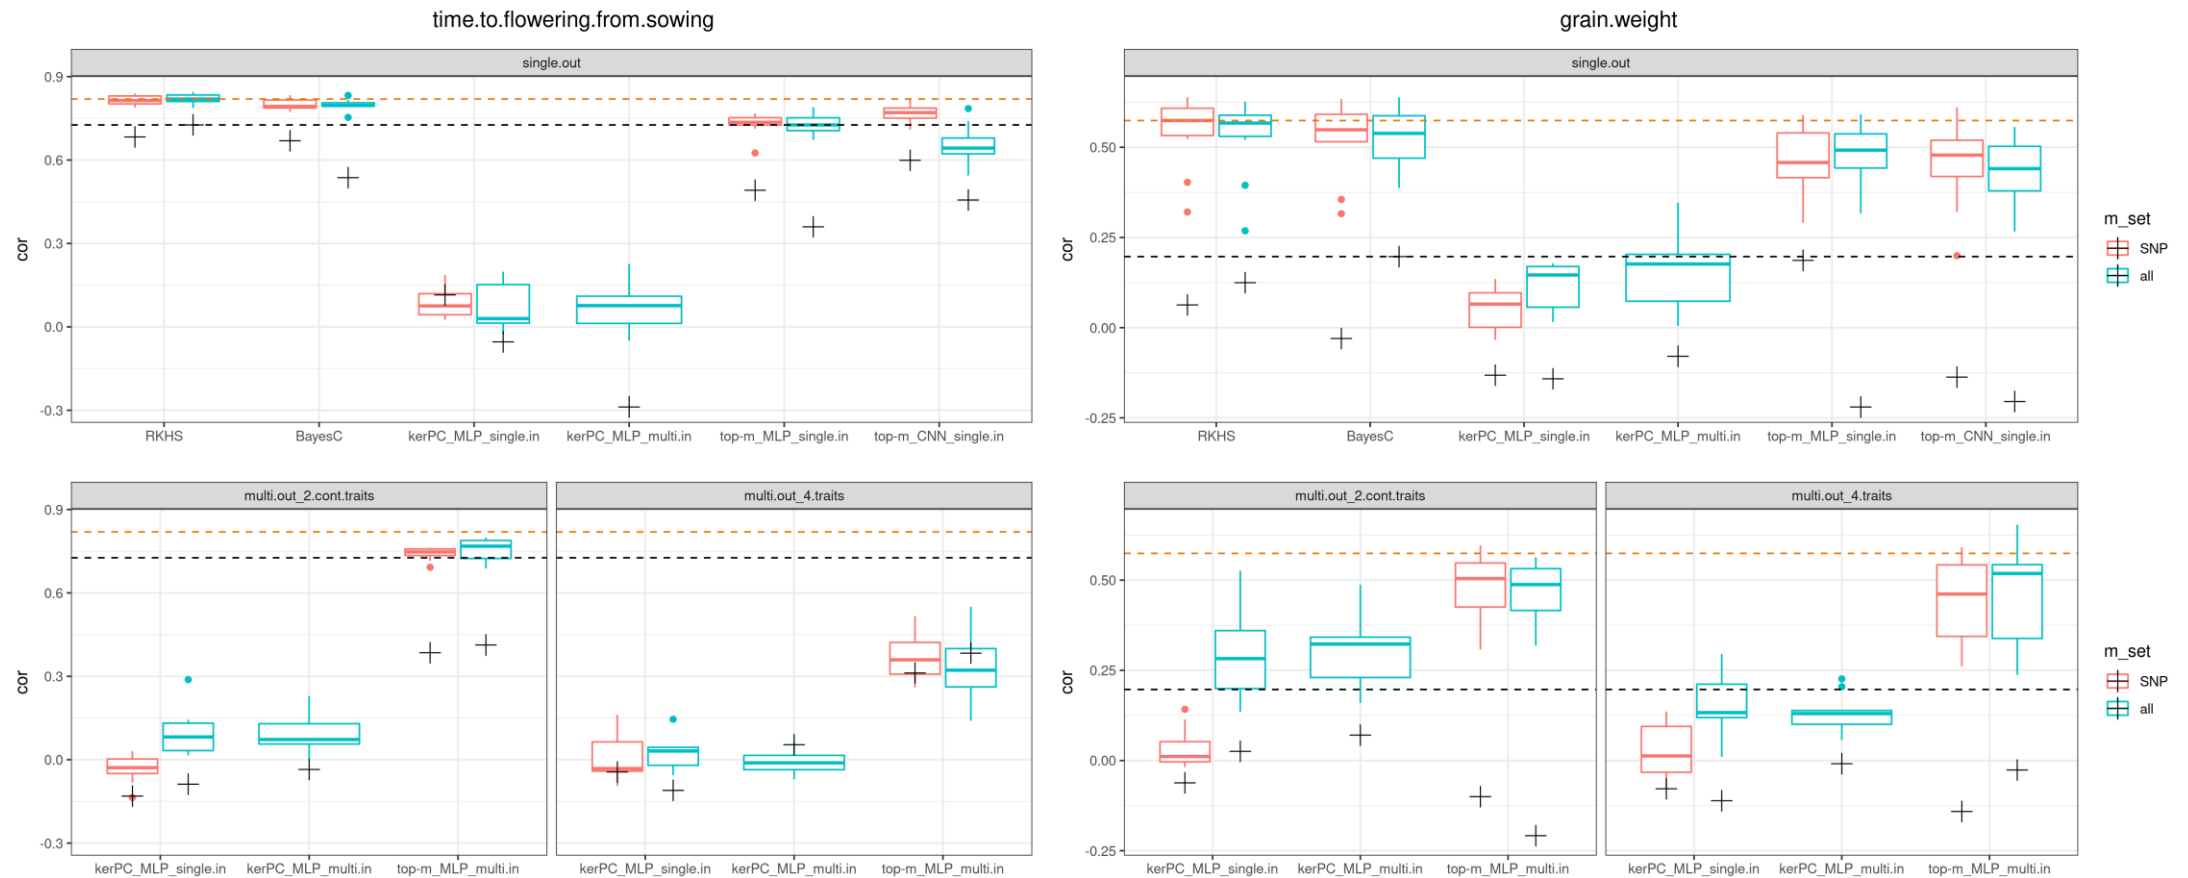 time.to.flowering.from.sowing
single.out
cor
0.9
0.6
0.3
0.0
-0.3
RKHS BayesC kerPC_MLP_single.in kerPC_MLP_multi.in top-m_MLP_single.in top-m_CNN_single.in
grain.weight
single.out
cor
0.50
0.25
0.00
-0.25
RKHS BayesC kerPC_MLP_single.in kerPC_MLP_multi.in top-m_MLP_single.in top-m_CNN_single.in
m_set
SNP
all
multi.out_2.cont.traits multi.out_4.traits
cor
0.9
0.6
0.3
0.0
-0.3
kerPC_MLP_single.in kerPC_MLP_multi.in top-m_MLP_multi.in kerPC_MLP_single.in kerPC_MLP_multi.in top-m_MLP_multi.in
multi.out_2.cont.traits multi.out_4.traits
cor
0.50
0.25
0.00
-0.25
kerPC_MLP_single.in kerPC_MLP_multi.in top-m_MLP_multi.in kerPC_MLP_single.in kerPC_MLP_multi.in top-m_MLP_multi.in
m_set
SNP
all